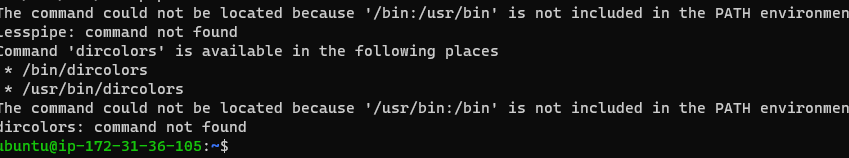 The command could not be located because '/bin:/usr/bin' is not included in the PATH environmen
lesspipe: command not found
Command 'dircolors' is available in the following places
* /bin/dircolors
* /usr/bin/dircolors
The command could not be located because '/usr/bin:/bin' is not included in the PATH environmen
dircolors: command not found
ubuntu@ip-172-31-36-105:~$